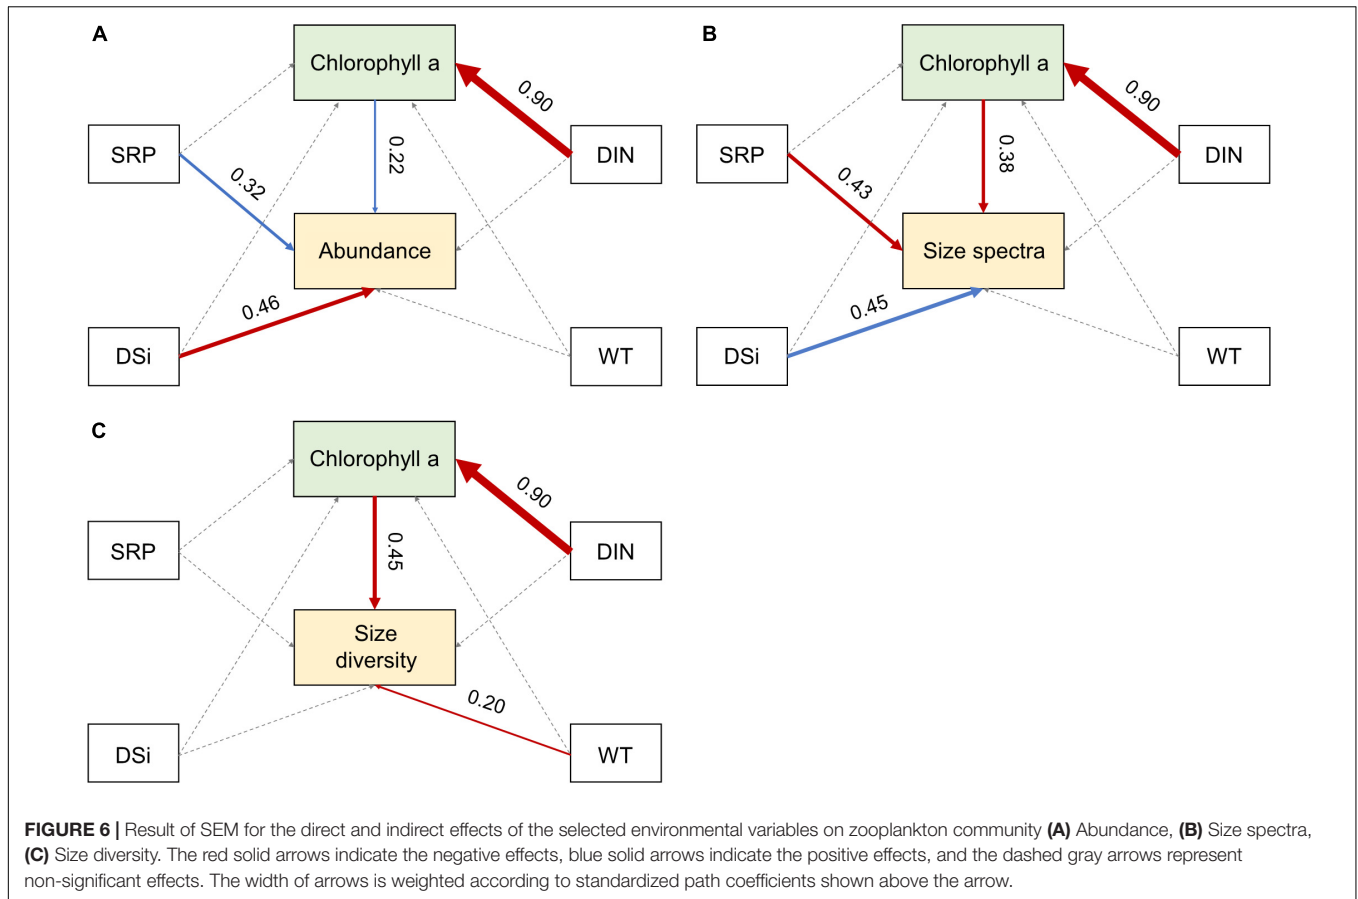 A
Chlorophyll a
0.90
SRP
DIN
0.32
0.22
Abundance
0.46
DSi
WT
B
Chlorophyll a
0.90
SRP
DIN
0.43
0.38
Size spectra
0.45
DSi
WT
C
Chlorophyll a
0.90
SRP
DIN
0.45
Size
diversity
0.20
DSi
WT
FIGURE 6 | Result of SEM for the direct and indirect effects of the selected environmental variables on zooplankton community (A) Abundance, (B) Size spectra,
(C) Size diversity. The red solid arrows indicate the negative effects, blue solid arrows indicate the positive effects, and the dashed gray arrows represent
non-significant effects. The width of arrows is weighted according to standardized path coefficients shown above the arrow.